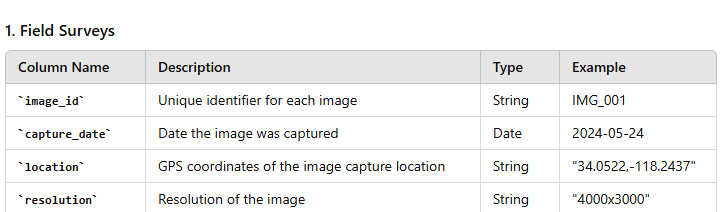 1. Field Surveys
Column Name Description Type Example
`image_id` Unique identifier for each image String IMG_001
`capture_date` Date the image was captured Date 2024-05-24
`location` GPS coordinates of the image capture location String "34.0522,-118.2437"
`resolution` Resolution of the image String "4000x3000"